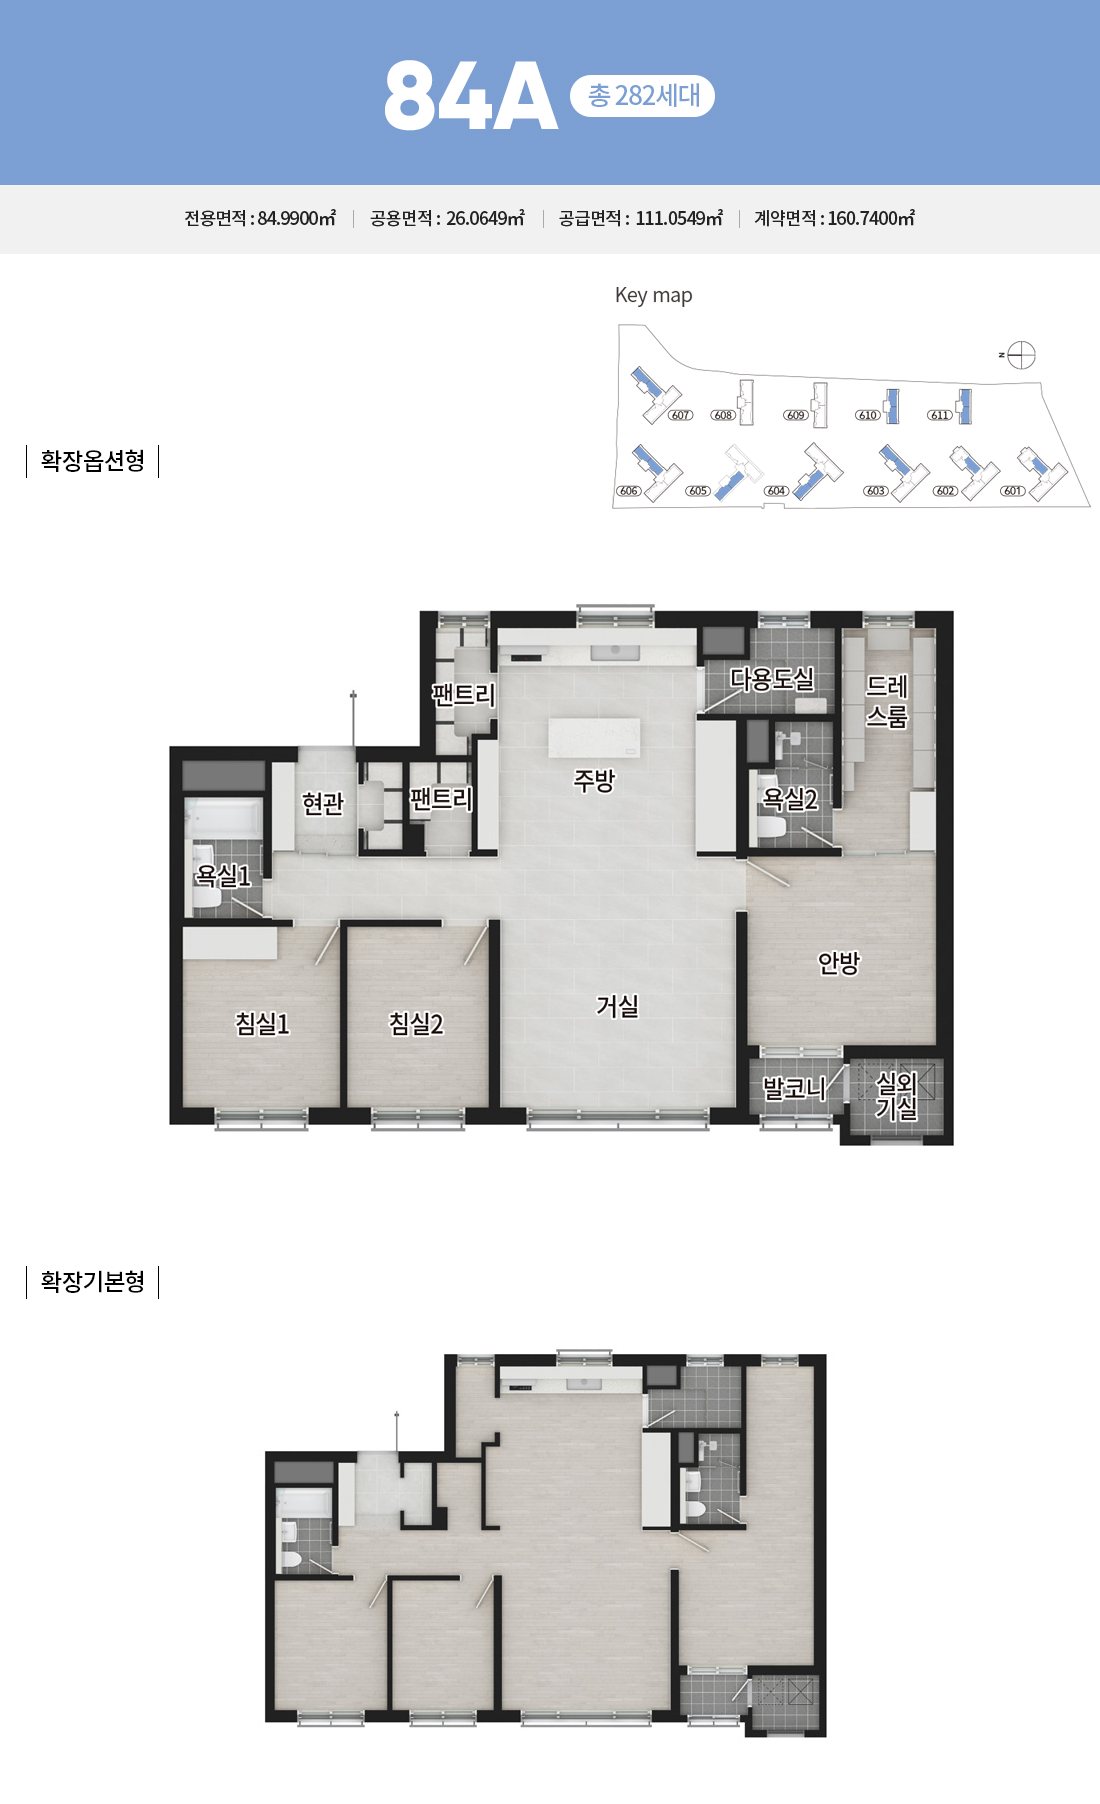 84A 총 282세대
전용면적 : 84.9900㎡ 공용면적 : 26.0649㎡ 공급면적 : 111.0549㎡ 계약면적 : 160.7400㎡
Key map
N
607 608 609 610 611
606 605 604 603 602 601
확장옵션형
팬트리
다용도실
드레
스룸
주방
현관
팬트리
욕실2
욕실1
안방
침실1
침실2
거실
발코니
실외
기실
확장기본형